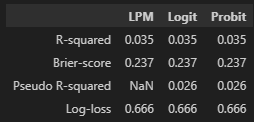 LPM Logit Probit
R-squared 0.035 0.035 0.035
Brier-score 0.237 0.237 0.237
Pseudo R-squared NaN 0.026 0.026
Log-loss 0.666 0.666 0.666